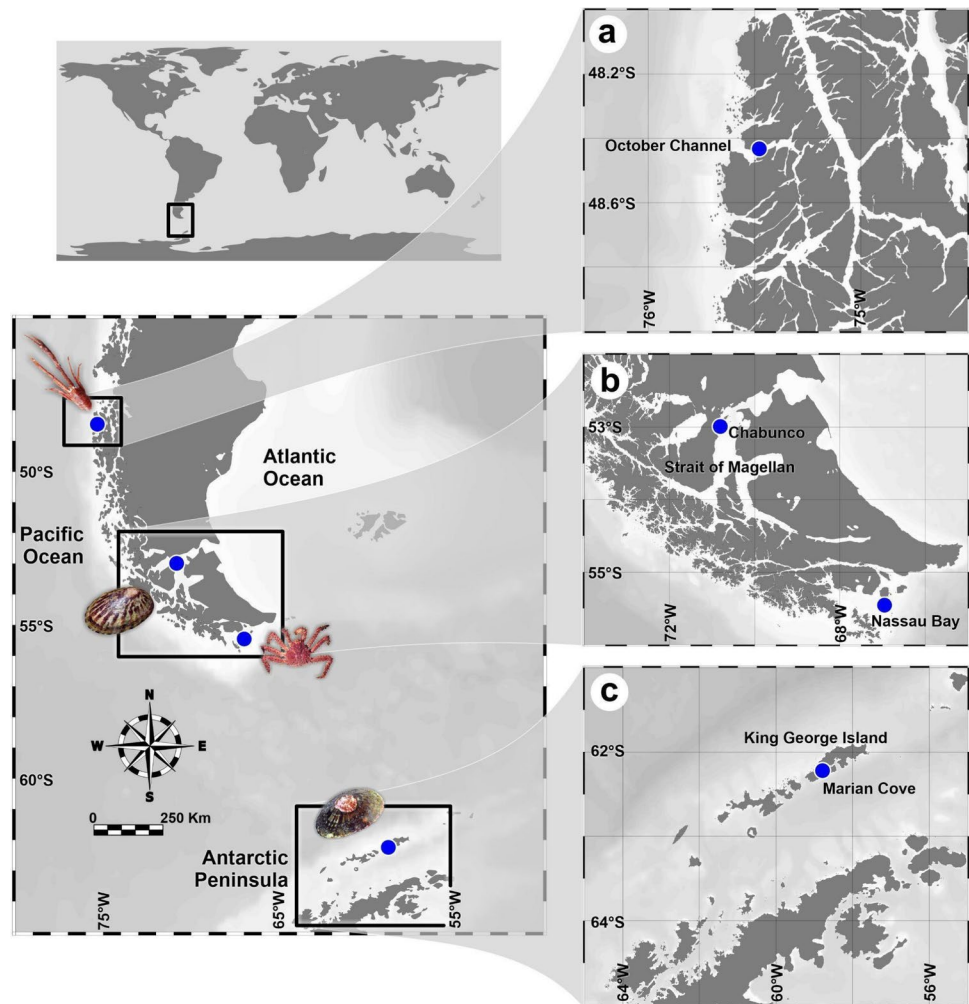 a
48.2°S
October Channel
48.6°S
76°W
75°W
Atlantic
Ocean
50°S
Pacific
Ocean
55°S
N
W
E
S
60°S
0
250 Km
Antarctic
Peninsula
75°W
65°W
55°W
b
53°S
Chabunco
Strait of Magellan
55°S
72°W
68°W
Nassau Bay
c
King George Island
62°S
Marian Cove
64°S
64°W
60°W
56°W